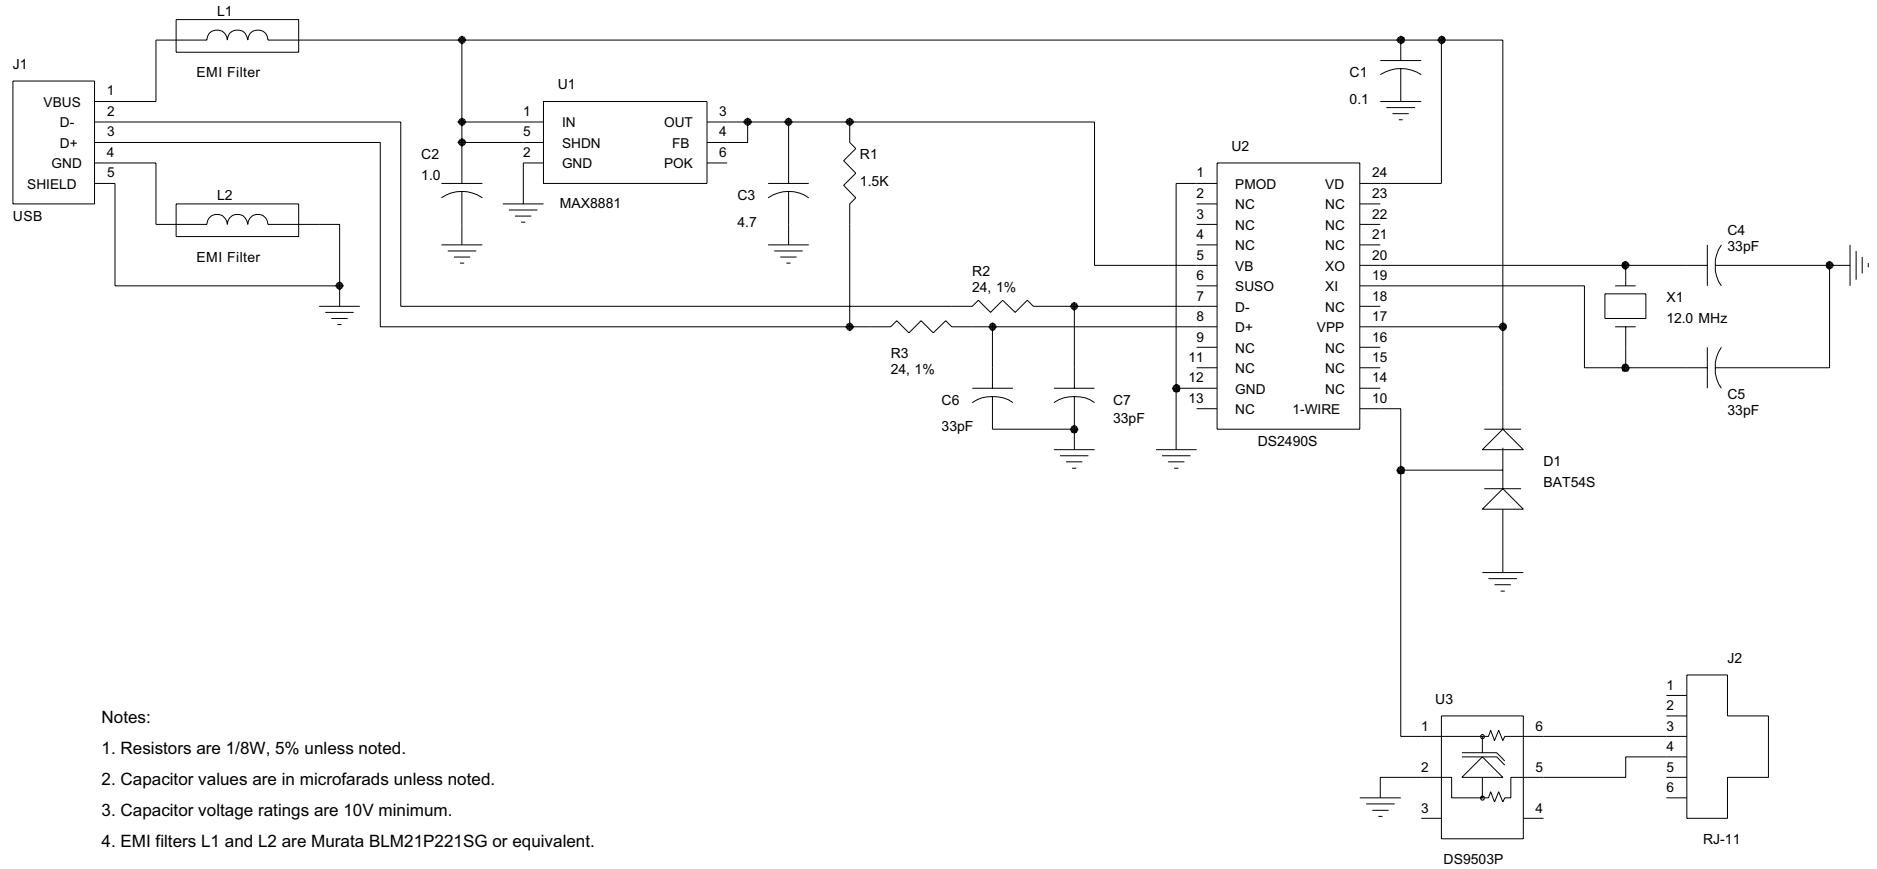 L1
EMI Filter
J1
1
VBUS
2
D-
3
D+
4
GND
5
SHIELD
USB
L2
EMI Filter
U1
1
IN
5
SHDN
2
GND
OUT
3
FB
4
POK
6
MAX8881
C2
1.0
C3
4.7
R1
1.5K
R2
24, 1%
R3
24, 1%
C6
33pF
C7
33pF
C1
0.1
U2
1
PMOD
2
NC
3
NC
4
NC
5
VB
6
SUSO
7
D-
8
D+
9
NC
11
NC
12
GND
13
NC
VD
24
NC
23
NC
22
NC
21
XO
20
XI
19
NC
18
VPP
17
NC
16
NC
15
NC
14
1-WIRE
10
DS2490S
C4
33pF
X1
12.0 MHz
C5
33pF
D1
BAT54S
U3
1
2
3
6
5
4
DS9503P
J2
1
2
3
4
5
6
RJ-11
Notes:
1. Resistors are 1/8W, 5% unless noted.
2. Capacitor values are in microfarads unless noted.
3. Capacitor voltage ratings are 10V minimum.
4. EMI filters L1 and L2 are Murata BLM21P221SG or equivalent.